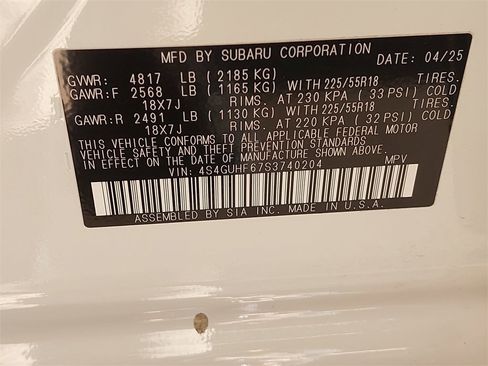 MFD BY SUBARU CORPORATION DATE: 04/25
GVWR: 4817 LB (2185 KG)
GAWR:F 2568 LB (1165 KG) WITH 225/55R18 TIRES.
18X7J RIMS. AT 230 KPA (33 PSI) COLD
GAWR:R 2491 LB (1130 KG) WITH 225/55R18 TIRES.
18X7J RIMS. AT 220 KPA (32 PSI) COLD
THIS VEHICLE CONFORMS TO ALL APPLICABLE FEDERAL MOTOR
VEHICLE SAFETY AND BUMPER STANDARDS
IN EFFECT ON THE DATE OF MANUFACTURE SHOWN ABOVE.
VIN: 4S4GUHF67S3740204 MPV
ASSEMBLED BY SIA INC. MADE IN U.S.A.